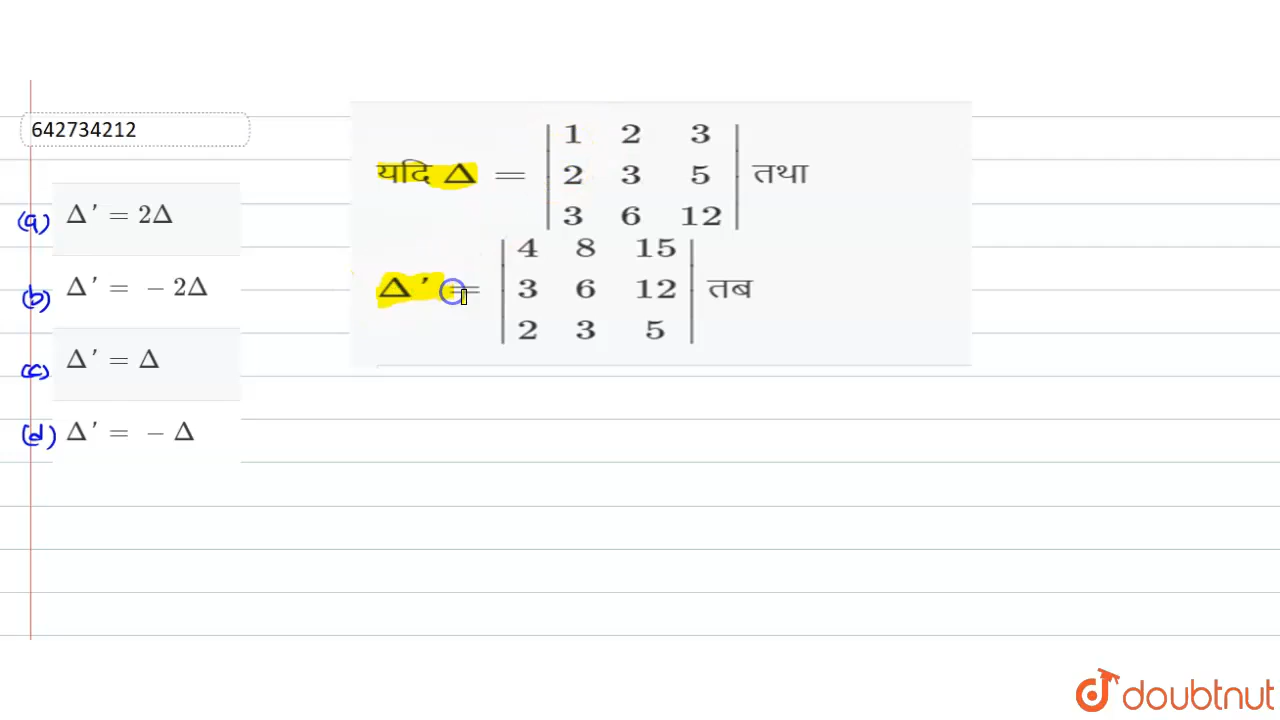 642734212
(a) Δ′ = 2Δ
(b) Δ′ = − 2Δ
(c) Δ′ = Δ
(d) Δ′ = − Δ
1 2 3
यदि Δ = 2 3 5 तथा
3 6 12
4 8 15
Δ′ = 3 6 12 तब
2 3 5
doubtnut